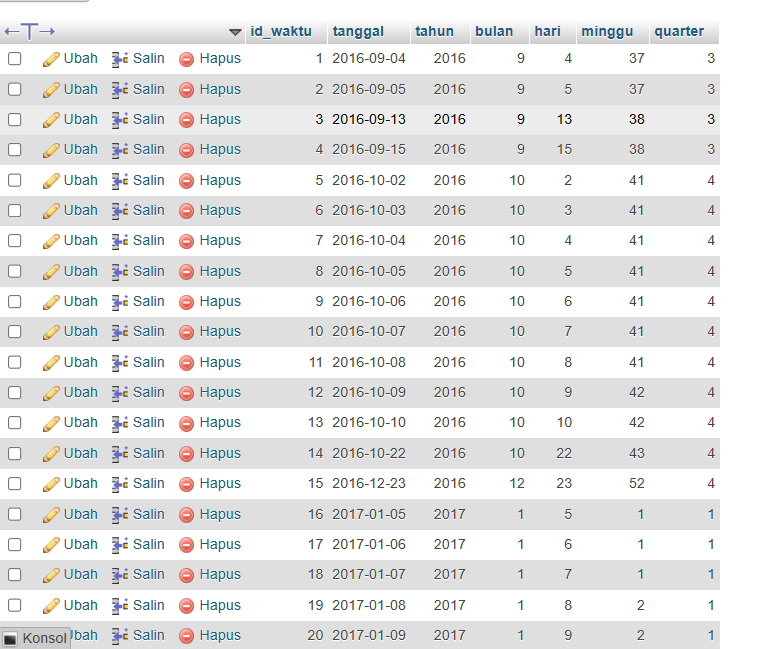 id_waktu tanggal tahun bulan hari minggu quarter
Ubah Salin Hapus 1 2016-09-04 2016 9 4 37 3
Ubah Salin Hapus 2 2016-09-05 2016 9 5 37 3
Ubah Salin Hapus 3 2016-09-13 2016 9 13 38 3
Ubah Salin Hapus 4 2016-09-15 2016 9 15 38 3
Ubah Salin Hapus 5 2016-10-02 2016 10 2 41 4
Ubah Salin Hapus 6 2016-10-03 2016 10 3 41 4
Ubah Salin Hapus 7 2016-10-04 2016 10 4 41 4
Ubah Salin Hapus 8 2016-10-05 2016 10 5 41 4
Ubah Salin Hapus 9 2016-10-06 2016 10 6 41 4
Ubah Salin Hapus 10 2016-10-07 2016 10 7 41 4
Ubah Salin Hapus 11 2016-10-08 2016 10 8 41 4
Ubah Salin Hapus 12 2016-10-09 2016 10 9 42 4
Ubah Salin Hapus 13 2016-10-10 2016 10 10 42 4
Ubah Salin Hapus 14 2016-10-22 2016 10 22 43 4
Ubah Salin Hapus 15 2016-12-23 2016 12 23 52 4
Ubah Salin Hapus 16 2017-01-05 2017 1 5 1 1
Ubah Salin Hapus 17 2017-01-06 2017 1 6 1 1
Ubah Salin Hapus 18 2017-01-07 2017 1 7 1 1
Ubah Salin Hapus 19 2017-01-08 2017 1 8 2 1
Konsol Ubah Salin Hapus 20 2017-01-09 2017 1 9 2 1